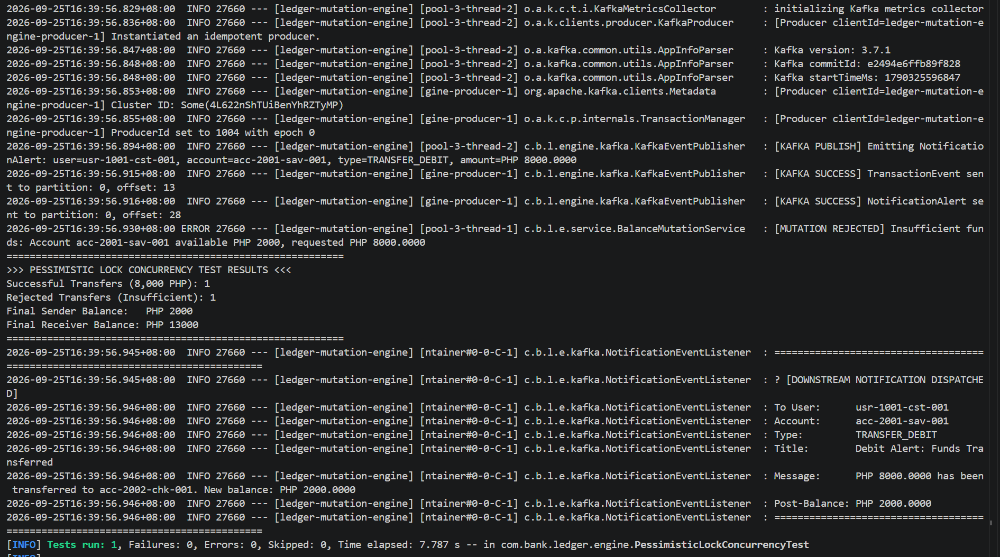 2026-09-25T16:39:56.829+08:00  INFO 27660 --- [ledger-mutation-engine] [pool-3-thread-2] o.a.k.c.t.i.KafkaMetricsCollector        : initializing Kafka metrics collector
2026-09-25T16:39:56.836+08:00  INFO 27660 --- [ledger-mutation-engine] [pool-3-thread-2] o.a.k.clients.producer.KafkaProducer     : [Producer clientId=ledger-mutation-e
ngine-producer-1] Instantiated an idempotent producer.
2026-09-25T16:39:56.847+08:00  INFO 27660 --- [ledger-mutation-engine] [pool-3-thread-2] o.a.kafka.common.utils.AppInfoParser     : Kafka version: 3.7.1
2026-09-25T16:39:56.848+08:00  INFO 27660 --- [ledger-mutation-engine] [pool-3-thread-2] o.a.kafka.common.utils.AppInfoParser     : Kafka commitId: e2494e6ffb89f828
2026-09-25T16:39:56.848+08:00  INFO 27660 --- [ledger-mutation-engine] [pool-3-thread-2] o.a.kafka.common.utils.AppInfoParser     : Kafka startTimeMs: 1790325596847
2026-09-25T16:39:56.853+08:00  INFO 27660 --- [ledger-mutation-engine] [gine-producer-1] org.apache.kafka.clients.Metadata        : [Producer clientId=ledger-mutation-e
ngine-producer-1] Cluster ID: Some(4L622nShTUiBenYhRZTyMP)
2026-09-25T16:39:56.855+08:00  INFO 27660 --- [ledger-mutation-engine] [gine-producer-1] o.a.k.c.p.internals.TransactionManager   : [Producer clientId=ledger-mutation-e
ngine-producer-1] ProducerId set to 1004 with epoch 0
2026-09-25T16:39:56.894+08:00  INFO 27660 --- [ledger-mutation-engine] [pool-3-thread-2] c.b.l.engine.kafka.KafkaEventPublisher   : [KAFKA PUBLISH] Emitting Notificatio
nAlert: user=usr-1001-cst-001, account=acc-2001-sav-001, type=TRANSFER_DEBIT, amount=PHP 8000.0000
2026-09-25T16:39:56.915+08:00  INFO 27660 --- [ledger-mutation-engine] [gine-producer-1] c.b.l.engine.kafka.KafkaEventPublisher   : [KAFKA SUCCESS] TransactionEvent sen
t to partition: 0, offset: 13
2026-09-25T16:39:56.916+08:00  INFO 27660 --- [ledger-mutation-engine] [gine-producer-1] c.b.l.engine.kafka.KafkaEventPublisher   : [KAFKA SUCCESS] NotificationAlert se
nt to partition: 0, offset: 28
2026-09-25T16:39:56.930+08:00 ERROR 27660 --- [ledger-mutation-engine] [pool-3-thread-1] c.b.l.e.service.BalanceMutationService   : [MUTATION REJECTED] Insufficient fun
ds: Account acc-2001-sav-001 available PHP 2000, requested PHP 8000.0000
==========================================================
>>> PESSIMISTIC LOCK CONCURRENCY TEST RESULTS <<<
Successful Transfers (8,000 PHP): 1
Rejected Transfers (Insufficient): 1
Final Sender Balance:   PHP 2000
Final Receiver Balance: PHP 13000
==========================================================
2026-09-25T16:39:56.945+08:00  INFO 27660 --- [ledger-mutation-engine] [ntainer#0-0-C-1] c.b.l.e.kafka.NotificationEventListener  : ====================================
============================================
2026-09-25T16:39:56.945+08:00  INFO 27660 --- [ledger-mutation-engine] [ntainer#0-0-C-1] c.b.l.e.kafka.NotificationEventListener  : ? [DOWNSTREAM NOTIFICATION DISPATCHE
D]
2026-09-25T16:39:56.946+08:00  INFO 27660 --- [ledger-mutation-engine] [ntainer#0-0-C-1] c.b.l.e.kafka.NotificationEventListener  : To User:      usr-1001-cst-001
2026-09-25T16:39:56.946+08:00  INFO 27660 --- [ledger-mutation-engine] [ntainer#0-0-C-1] c.b.l.e.kafka.NotificationEventListener  : Account:      acc-2001-sav-001
2026-09-25T16:39:56.946+08:00  INFO 27660 --- [ledger-mutation-engine] [ntainer#0-0-C-1] c.b.l.e.kafka.NotificationEventListener  : Type:         TRANSFER_DEBIT
2026-09-25T16:39:56.946+08:00  INFO 27660 --- [ledger-mutation-engine] [ntainer#0-0-C-1] c.b.l.e.kafka.NotificationEventListener  : Title:        Debit Alert: Funds Tra
nsferred
2026-09-25T16:39:56.946+08:00  INFO 27660 --- [ledger-mutation-engine] [ntainer#0-0-C-1] c.b.l.e.kafka.NotificationEventListener  : Message:      PHP 8000.0000 has been
 transferred to acc-2002-chk-001. New balance: PHP 2000.0000
2026-09-25T16:39:56.946+08:00  INFO 27660 --- [ledger-mutation-engine] [ntainer#0-0-C-1] c.b.l.e.kafka.NotificationEventListener  : Post-Balance: PHP 2000.0000
2026-09-25T16:39:56.946+08:00  INFO 27660 --- [ledger-mutation-engine] [ntainer#0-0-C-1] c.b.l.e.kafka.NotificationEventListener  : ====================================
============================================
[INFO] Tests run: 1, Failures: 0, Errors: 0, Skipped: 0, Time elapsed: 7.787 s -- in com.bank.ledger.engine.PessimisticLockConcurrencyTest
[INFO]